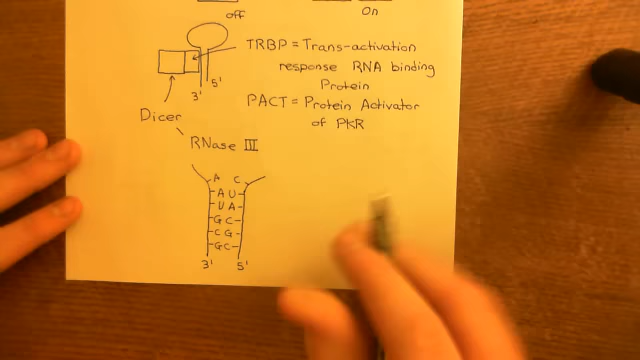 off
On
TRBP = Trans-activation
response RNA binding
Protein
3'
5'
PACT = Protein Activator
of PKR
Dicer
RNase III
A C
A U
U A
G C
C G
G C
3' 5'